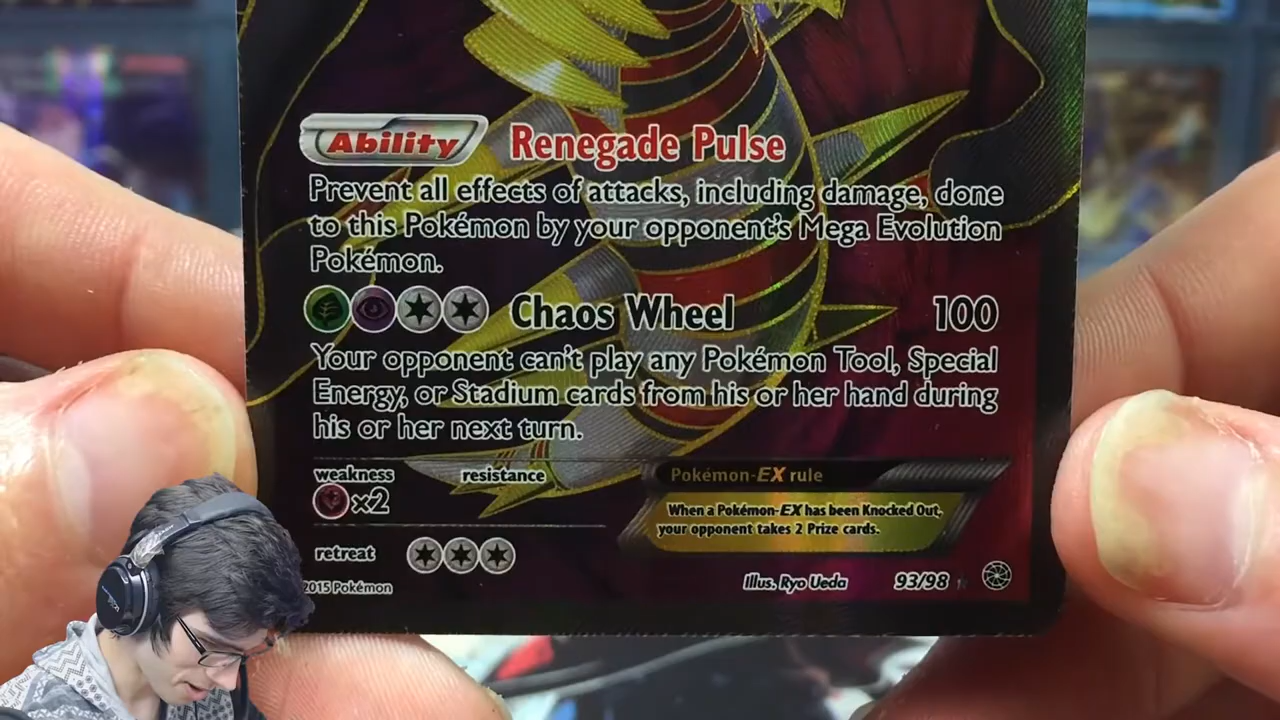 Ability Renegade Pulse
Prevent all effects of attacks, including damage, done
to this Pokémon by your opponent's Mega Evolution
Pokémon.
Chaos Wheel 100
Your opponent can't play any Pokémon Tool, Special
Energy, or Stadium cards from his or her hand during
his or her next turn.
weakness resistance
×2
Pokémon-EX rule
When a Pokémon-EX has been Knocked Out,
your opponent takes 2 Prize cards.
retreat
2015 Pokémon
Illus. Ryo Ueda 93/98